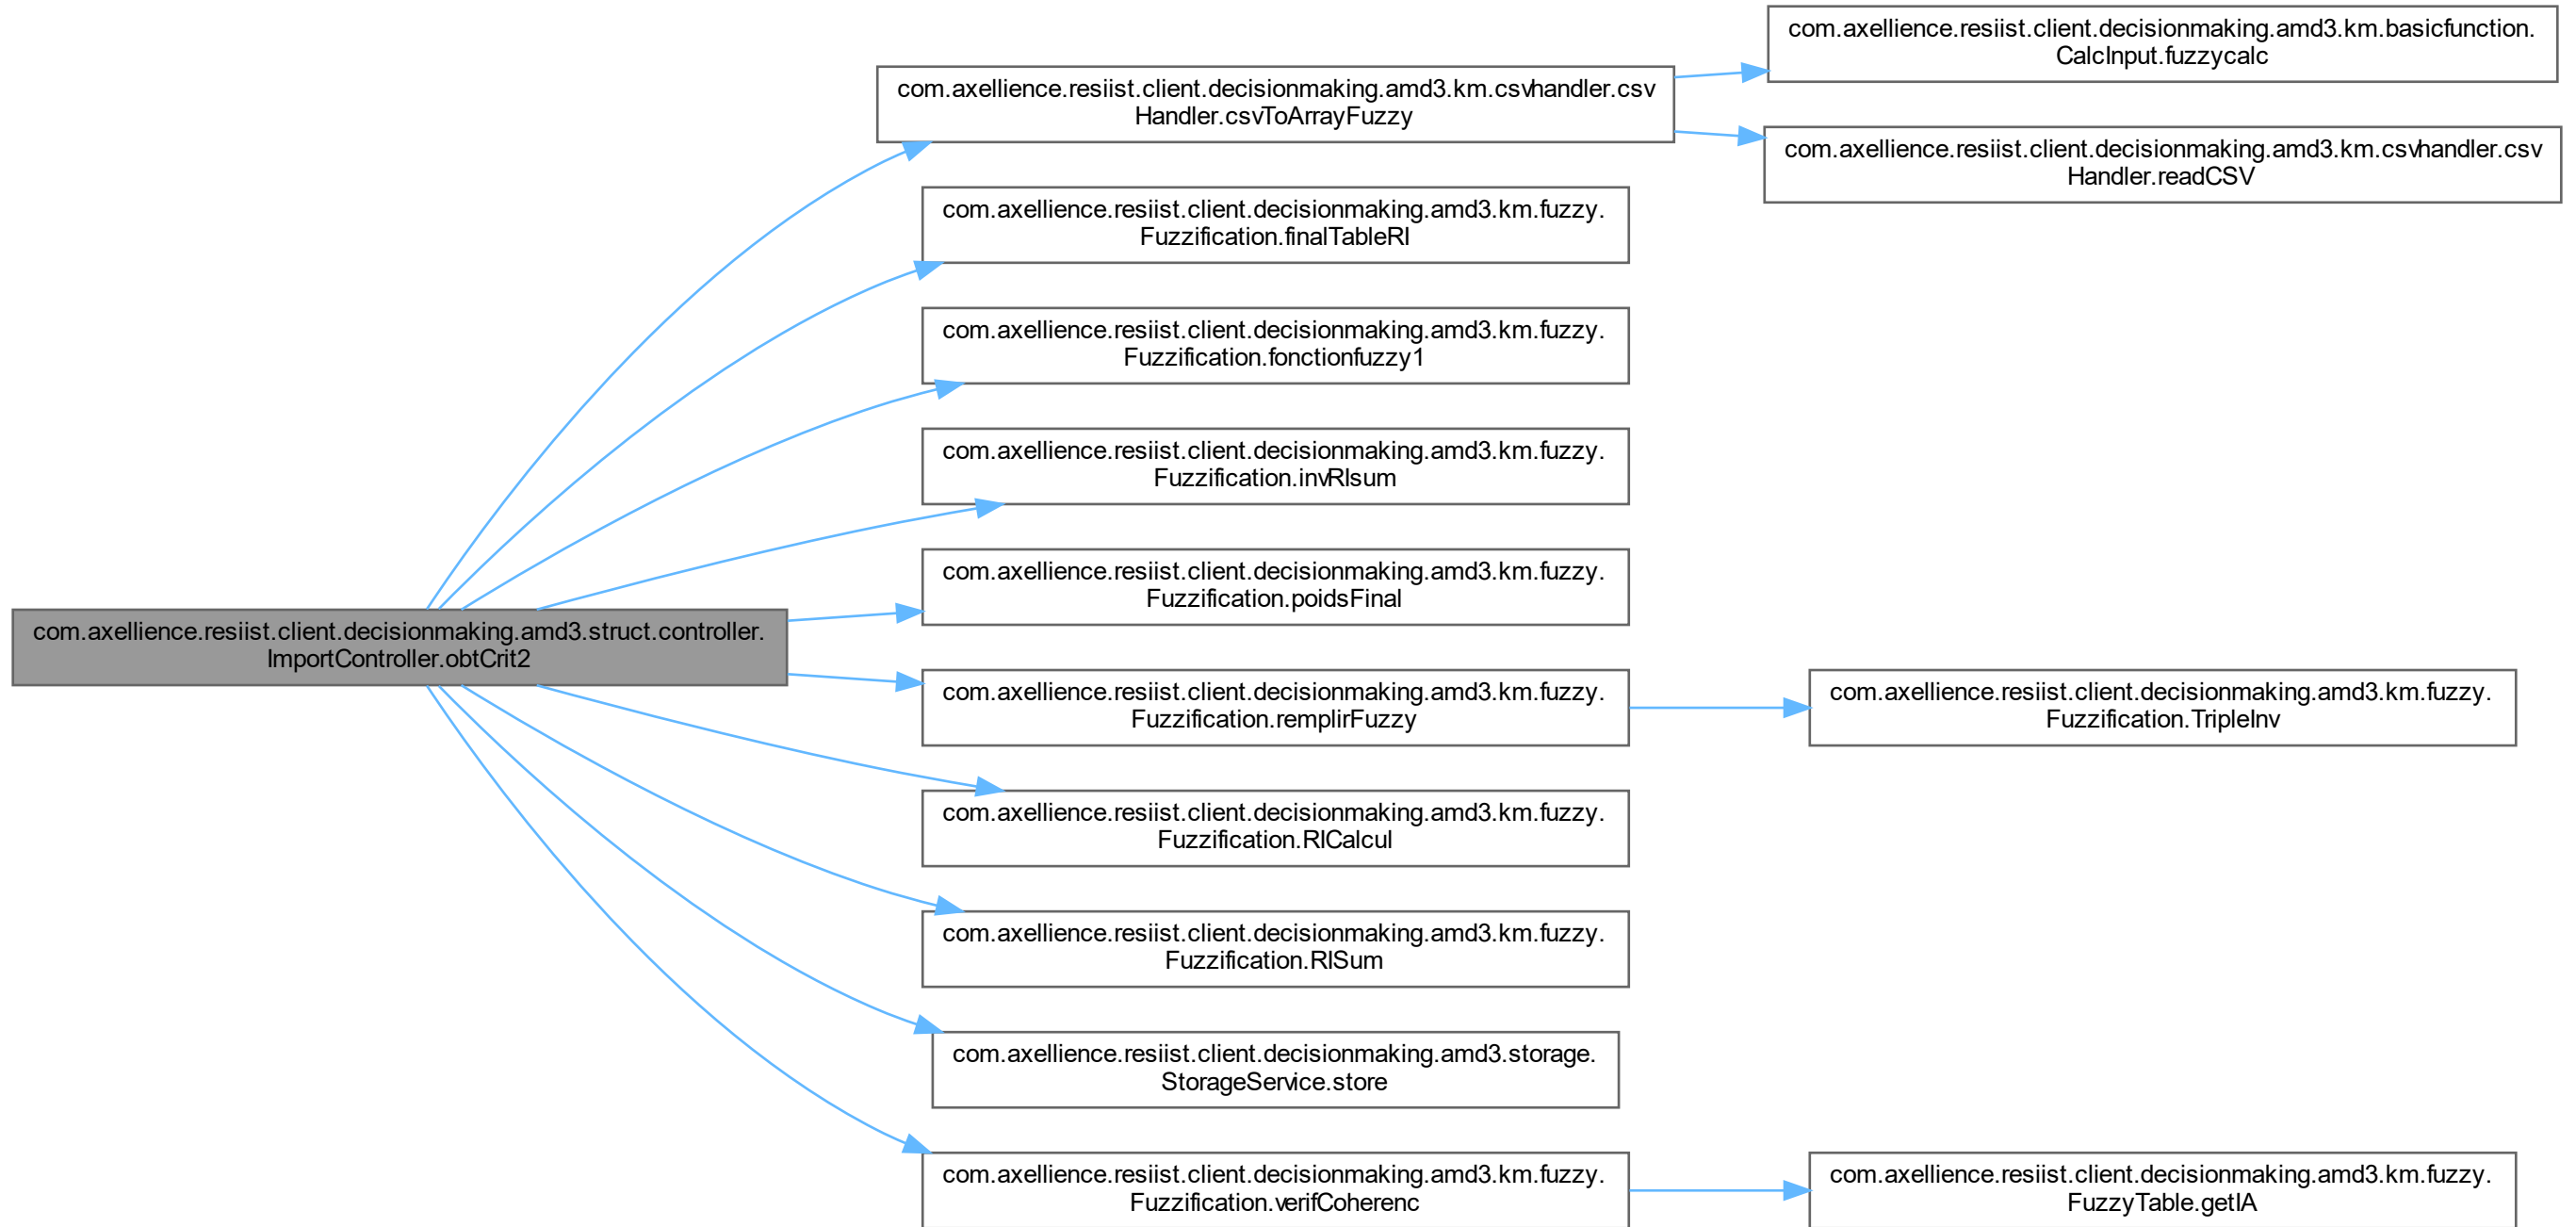 com.axellience.resiist.client.decisionmaking.amd3.struct.controller.
ImportController.obtCrit2
com.axellience.resiist.client.decisionmaking.amd3.km.csvhandler.csv
Handler.csvToArrayFuzzy
com.axellience.resiist.client.decisionmaking.amd3.km.basicfunction.
CalcInput.fuzzycalc
com.axellience.resiist.client.decisionmaking.amd3.km.csvhandler.csv
Handler.readCSV
com.axellience.resiist.client.decisionmaking.amd3.km.fuzzy.
Fuzzification.finalTableRI
com.axellience.resiist.client.decisionmaking.amd3.km.fuzzy.
Fuzzification.fonctionfuzzy1
com.axellience.resiist.client.decisionmaking.amd3.km.fuzzy.
Fuzzification.invRIsum
com.axellience.resiist.client.decisionmaking.amd3.km.fuzzy.
Fuzzification.poidsFinal
com.axellience.resiist.client.decisionmaking.amd3.km.fuzzy.
Fuzzification.remplirFuzzy
com.axellience.resiist.client.decisionmaking.amd3.km.fuzzy.
Fuzzification.TripleInv
com.axellience.resiist.client.decisionmaking.amd3.km.fuzzy.
Fuzzification.RICalcul
com.axellience.resiist.client.decisionmaking.amd3.km.fuzzy.
Fuzzification.RISum
com.axellience.resiist.client.decisionmaking.amd3.storage.
StorageService.store
com.axellience.resiist.client.decisionmaking.amd3.km.fuzzy.
Fuzzification.verifCoherenc
com.axellience.resiist.client.decisionmaking.amd3.km.fuzzy.
FuzzyTable.getIA